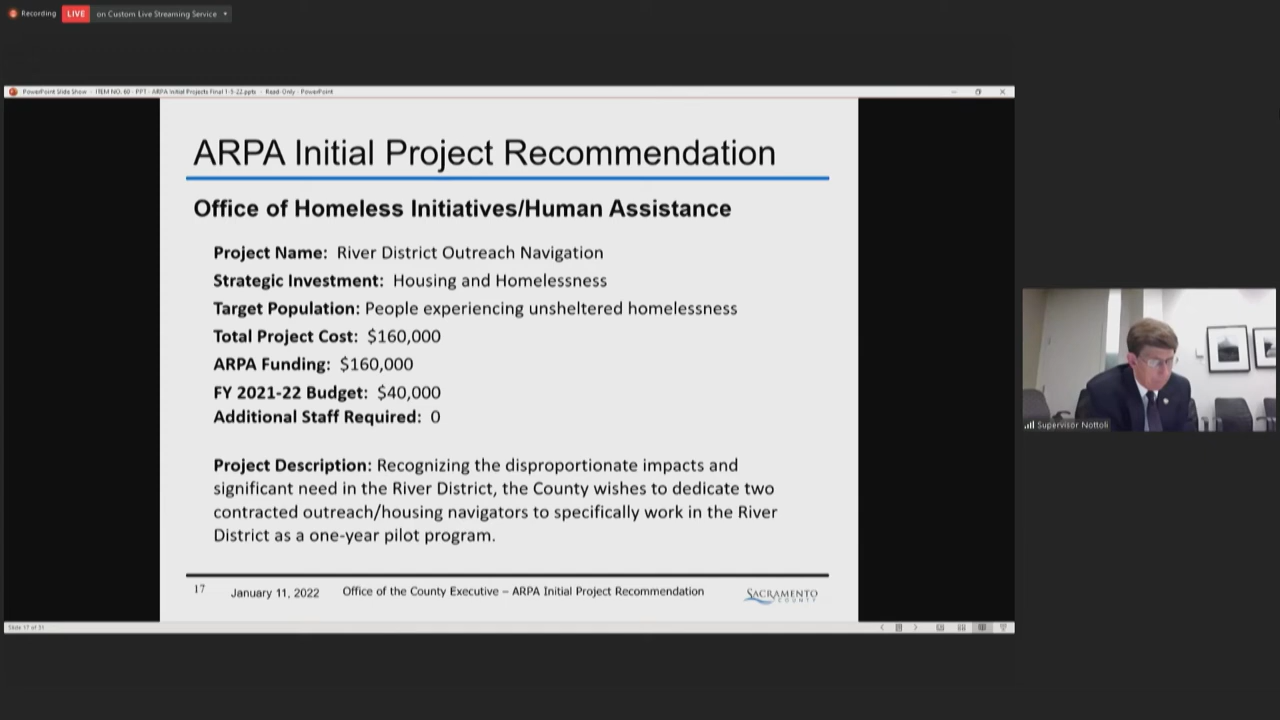 Recording LIVE on Custom Live Streaming Service
PowerPoint Slide Show - ITEM NO. 60 - PPT - ARPA Initial Projects Final 1-5-22.pptx - Read-Only - PowerPoint
ARPA Initial Project Recommendation
Office of Homeless Initiatives/Human Assistance
Project Name: River District Outreach Navigation
Strategic Investment: Housing and Homelessness
Target Population: People experiencing unsheltered homelessness
Total Project Cost: $160,000
ARPA Funding: $160,000
FY 2021-22 Budget: $40,000
Additional Staff Required: 0
Project Description: Recognizing the disproportionate impacts and
significant need in the River District, the County wishes to dedicate two
contracted outreach/housing navigators to specifically work in the River
District as a one-year pilot program.
17 January 11, 2022 Office of the County Executive – ARPA Initial Project Recommendation SACRAMENTO
COUNTY
Slide 17 of 31
Supervisor Nottoli